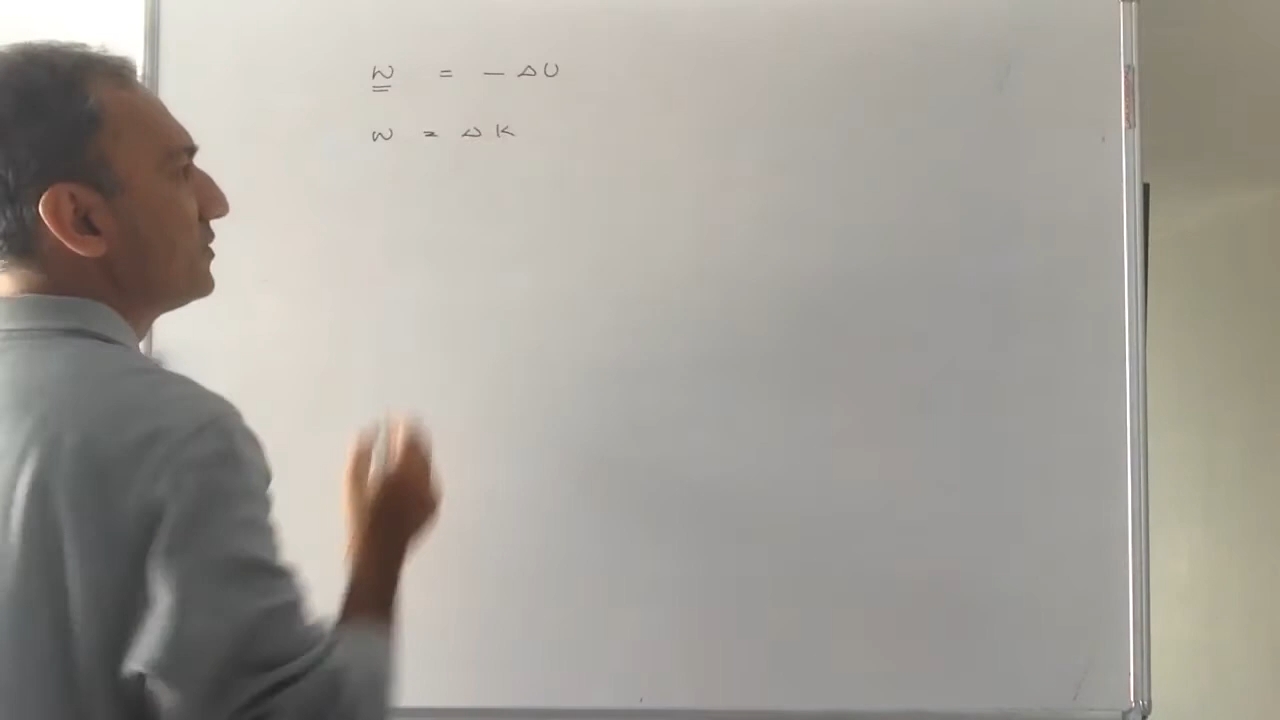 W = - ΔU
W = ΔK